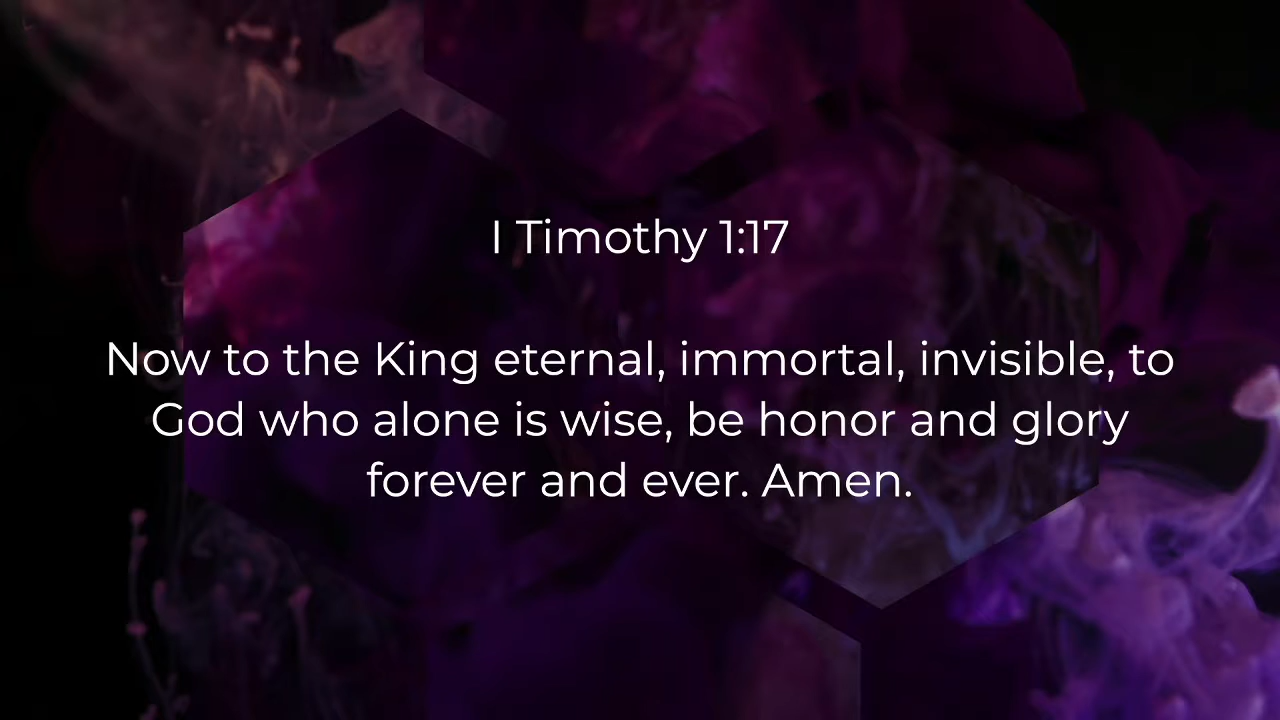 I Timothy 1:17
Now to the King eternal, immortal, invisible, to
God who alone is wise, be honor and glory
forever and ever. Amen.